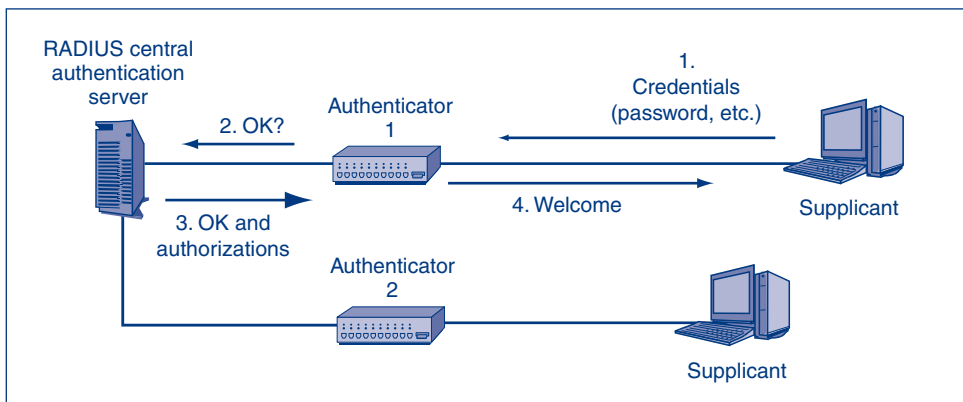 RADIUS central
authentication
server
2. OK?
Authenticator
1
1.
Credentials
(password, etc.)
3. OK and
authorizations
4. Welcome
Supplicant
Authenticator
2
Supplicant